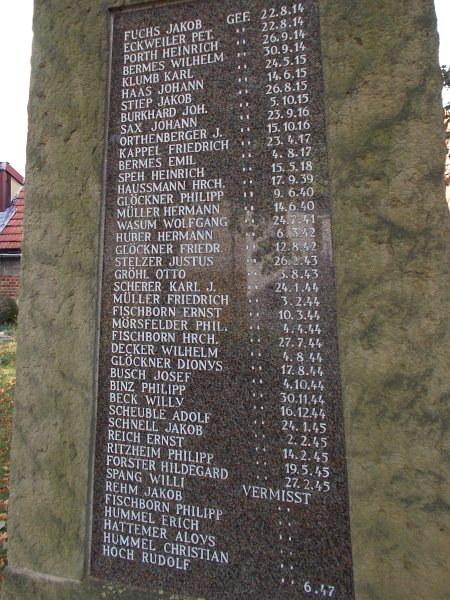 FUCHS JAKOB GEF. 22.8.14
ECKWEILER PET. " 22.8.14
PORTH HEINRICH " 26.9.14
BERMES WILHELM " 30.9.14
KLUMB KARL " 24.5.15
HAAS JOHANN " 14.6.15
STIEP JAKOB " 26.8.15
BURKHARD JOH. " 5.10.15
SAX JOHANN " 23.9.16
ORTHENBERGER J. " 15.10.16
KAPPEL FRIEDRICH " 23.4.17
BERMES EMIL " 4.8.17
SPEH HEINRICH " 15.5.18
HAUSSMANN HRCH. " 17.9.39
GLÖCKNER PHILIPP " 9.6.40
MÜLLER HERMANN " 14.6.40
WASUM WOLFGANG " 24.7.41
HUBER HERMANN " 6.3.42
GLÖCKNER FRIEDR. " 12.8.42
STELZER JUSTUS " 26.2.43
GRÖHL OTTO " 3.8.43
SCHERER KARL J. " 24.1.44
MÜLLER FRIEDRICH " 3.2.44
FISCHBORN ERNST " 10.3.44
MÖRSFELDER PHIL. " 4.4.44
FISCHBORN HRCH. " 27.7.44
DECKER WILHELM " 4.8.44
GLÖCKNER DIONYS " 17.8.44
BUSCH JOSEF " 4.10.44
BINZ PHILIPP " 30.11.44
BECK WILLY " 16.12.44
SCHEUBLE ADOLF " 24.1.45
SCHNELL JAKOB " 2.2.45
REICH ERNST " 14.2.45
RITZHEIM PHILIPP " 19.5.45
FORSTER HILDEGARD " 27.2.45
SPANG WILLI VERMISST
REHM JAKOB "
FISCHBORN PHILIPP "
HUMMEL ERICH "
HATTEMER ALOYS "
HUMMEL CHRISTIAN "
HOCH RUDOLF " 6.47